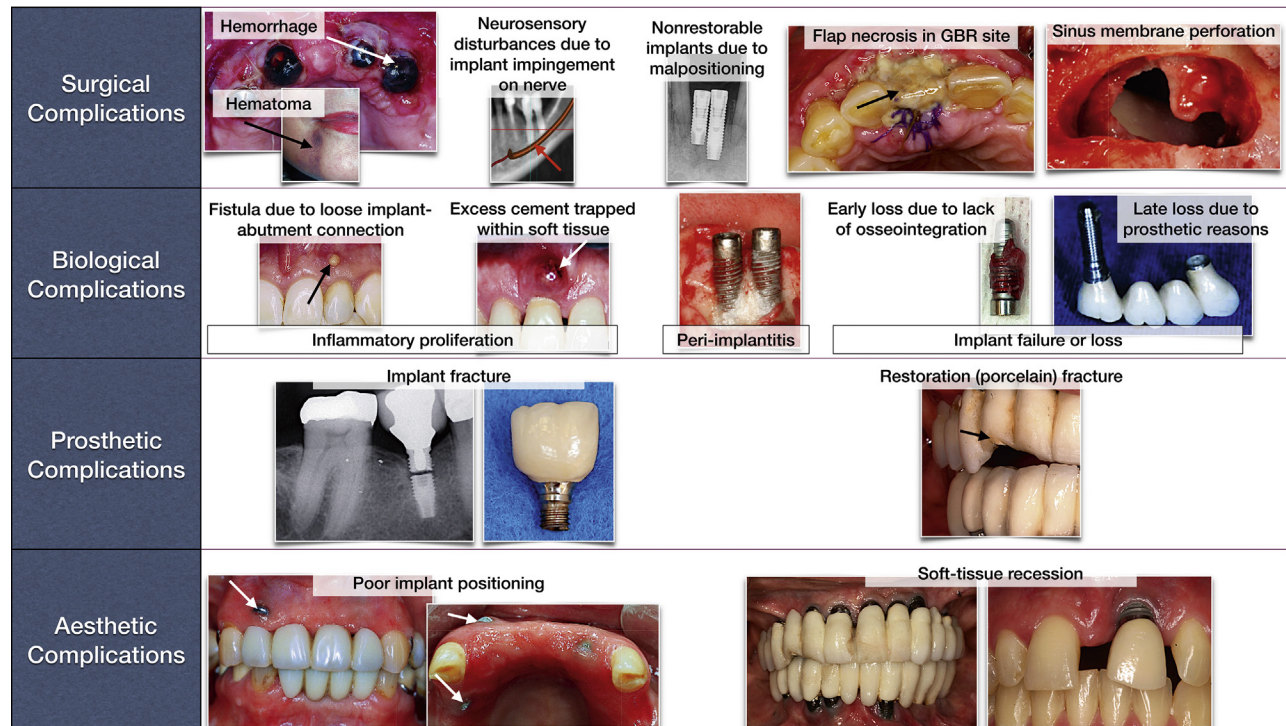 Surgical
Complications
Hemorrhage
Hematoma
Neurosensory
disturbances due to
implant impingement
on nerve
Nonrestorable
implants due to
malpositioning
Flap necrosis in GBR site
Sinus membrane perforation
Biological
Complications
Fistula due to loose implant-
abutment connection
Excess cement trapped
within soft tissue
Inflammatory proliferation
Peri-implantitis
Early loss due to lack
of osseointegration
Late loss due to
prosthetic reasons
Implant failure or loss
Prosthetic
Complications
Implant fracture
Restoration (porcelain) fracture
Aesthetic
Complications
Poor implant positioning
Soft-tissue recession